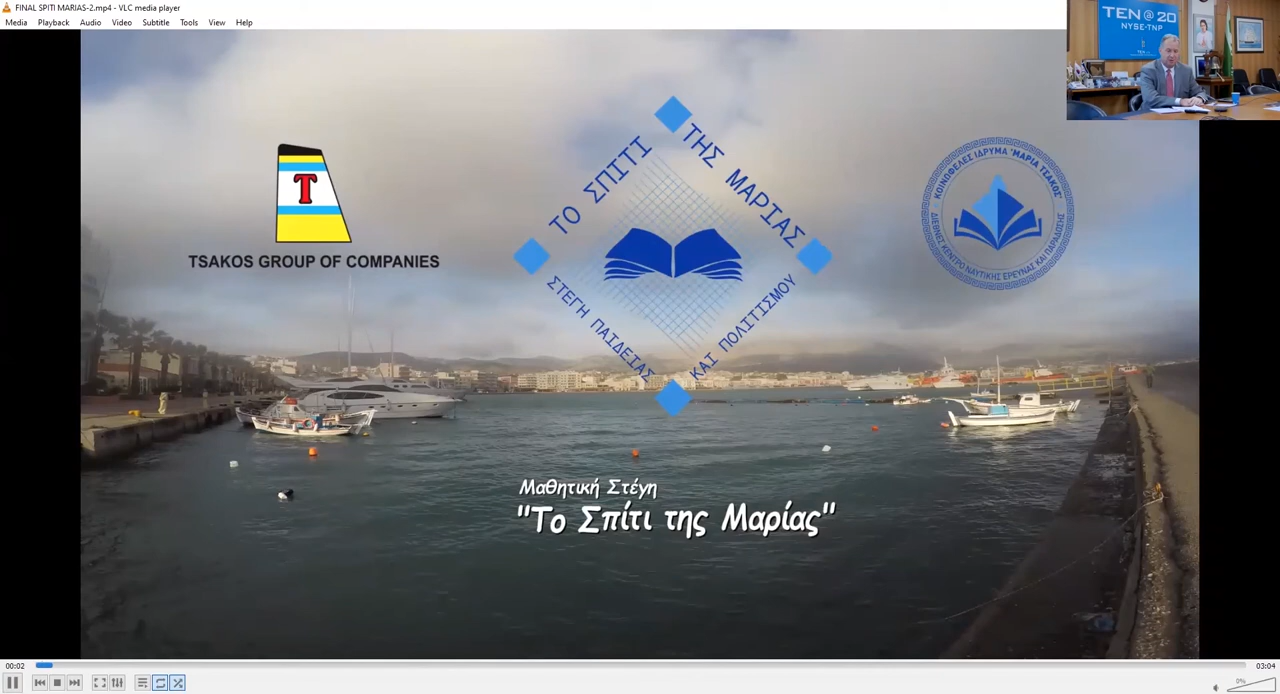 FINAL SPITI MARIAS-2.mp4 - VLC media player
Media Playback Audio Video Subtitle Tools View Help
TEN @ 20
NYSE-TNP
T
TSAKOS GROUP OF COMPANIES
ΤΟ ΣΠΙΤΙ ΤΗΣ ΜΑΡΙΑΣ
ΣΤΕΓΗ ΠΑΙΔΕΙΑΣ ΚΑΙ ΠΟΛΙΤΙΣΜΟΥ
ΚΟΙΝΩΦΕΛΕΣ ΙΔΡΥΜΑ 'ΜΑΡΙΑ ΤΣΑΚΟΣ'
ΔΙΕΘΝΕΣ ΚΕΝΤΡΟ ΝΑΥΤΙΚΗΣ ΕΡΕΥΝΑΣ ΚΑΙ ΠΑΡΑΔΟΣΗΣ
Μαθητική Στέγη
"Το Σπίτι της Μαρίας"
00:02
03:04
0%